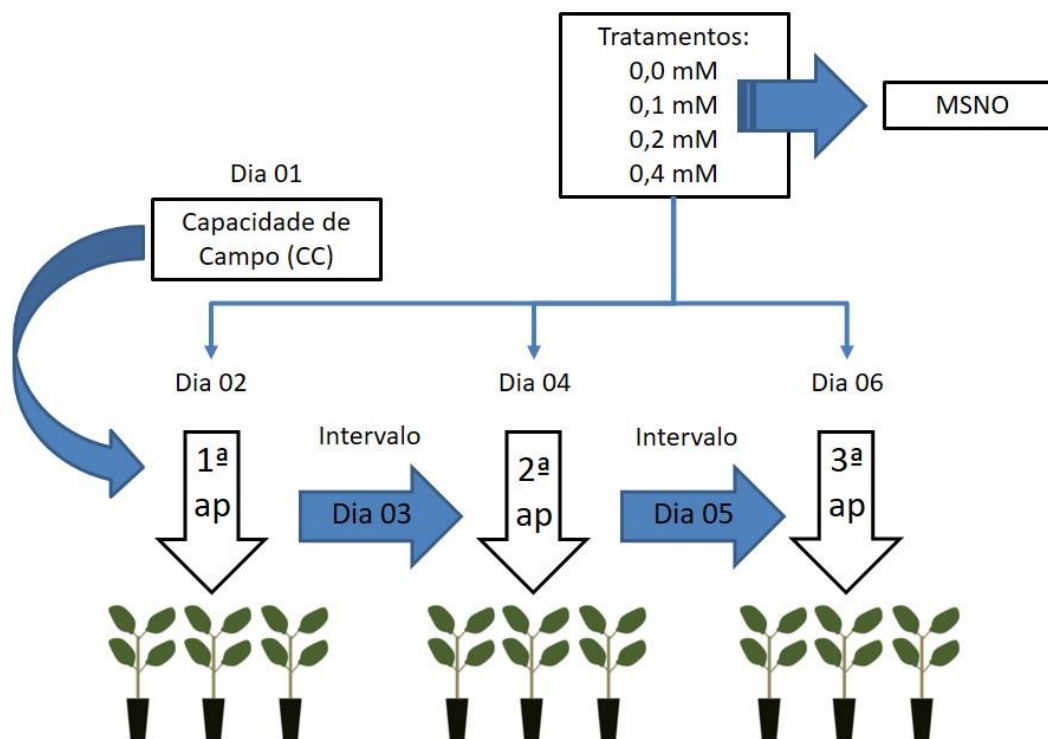 Tratamentos:
0,0 mM
0,1 mM
0,2 mM
0,4 mM
MSNO
Dia 01
Capacidade de
Campo (CC)
Dia 02
Dia 04
Dia 06
1ª
ap
Intervalo
Dia 03
2ª
ap
Intervalo
Dia 05
3ª
ap